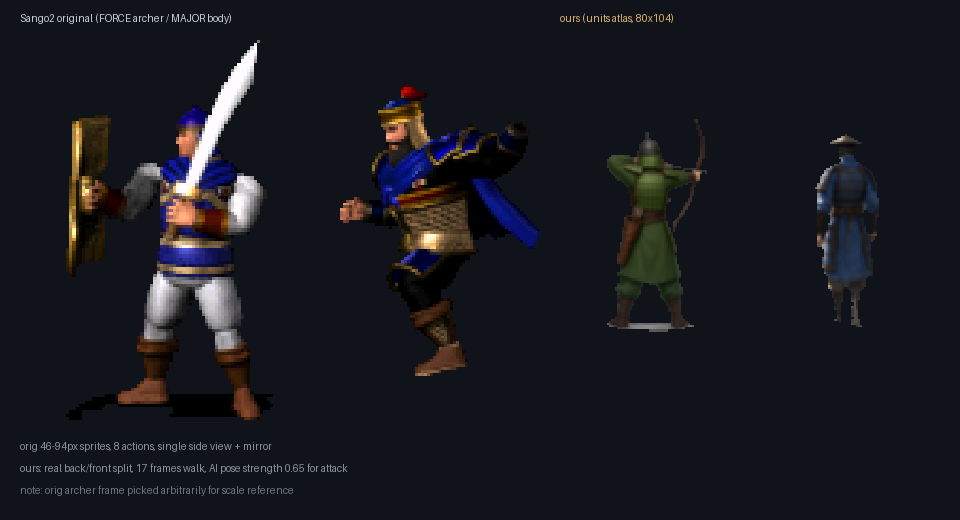 Sango2 original (FORCE archer / MAJOR body)
ours (units atlas, 80x104)
orig 46-94px sprites, 8 actions, single side view + mirror
ours: real back/front split, 17 frames walk, AI pose strength 0.65 for attack
note: orig archer frame picked arbitrarily for scale reference